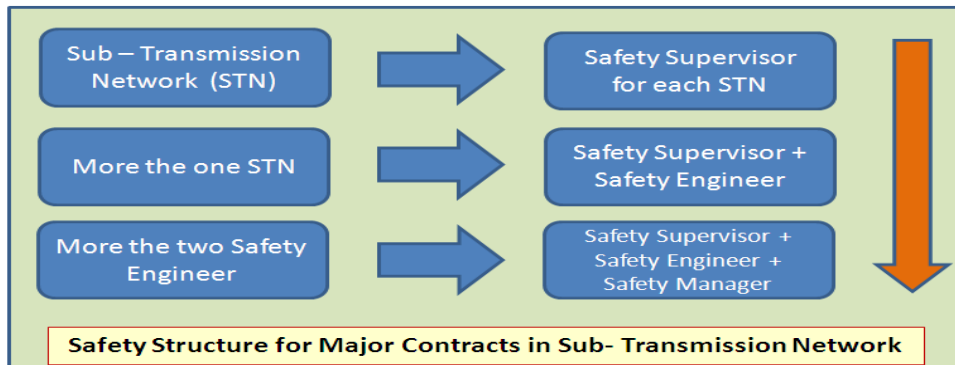 Sub – Transmission
Network (STN)
Safety Supervisor
for each STN
More the one STN
Safety Supervisor +
Safety Engineer
More the two Safety
Engineer
Safety Supervisor +
Safety Engineer +
Safety Manager
Safety Structure for Major Contracts in Sub- Transmission Network